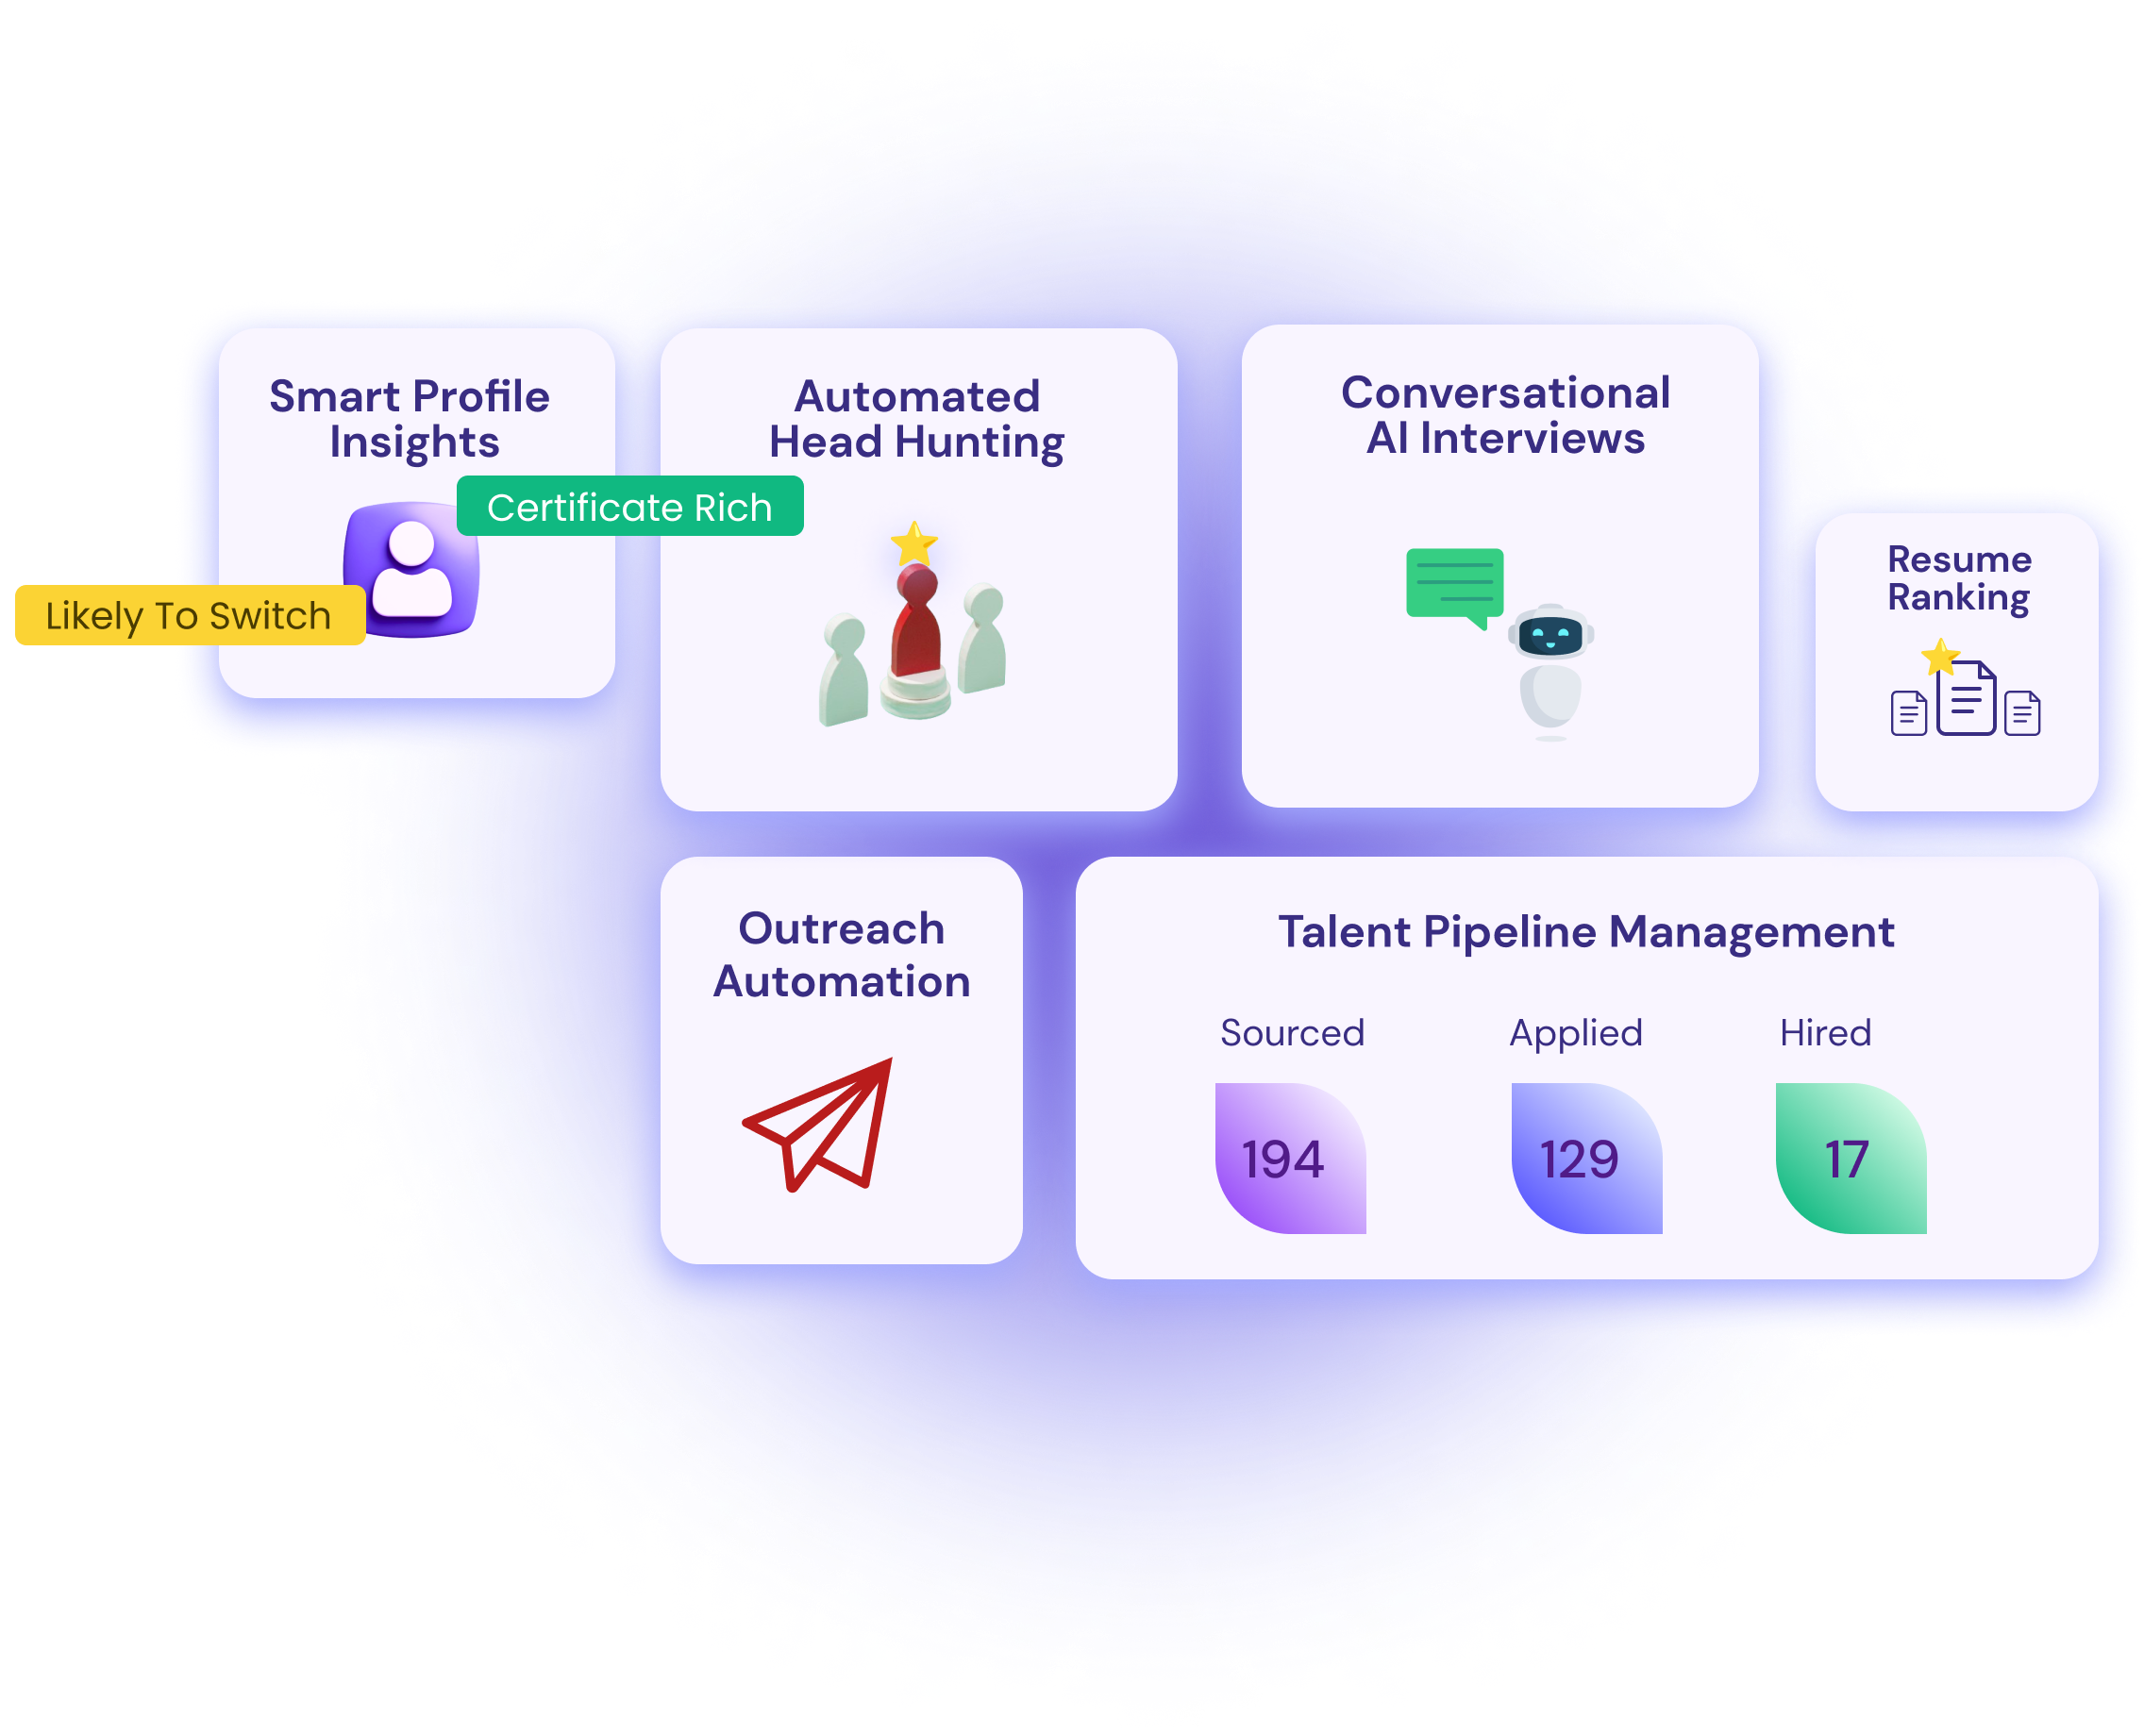 Smart Profile
Insights
Certificate Rich
Likely To Switch
Automated
Head Hunting
Conversational
AI Interviews
Resume
Ranking
Outreach
Automation
Talent Pipeline Management
Sourced
Applied
Hired
194
129
17